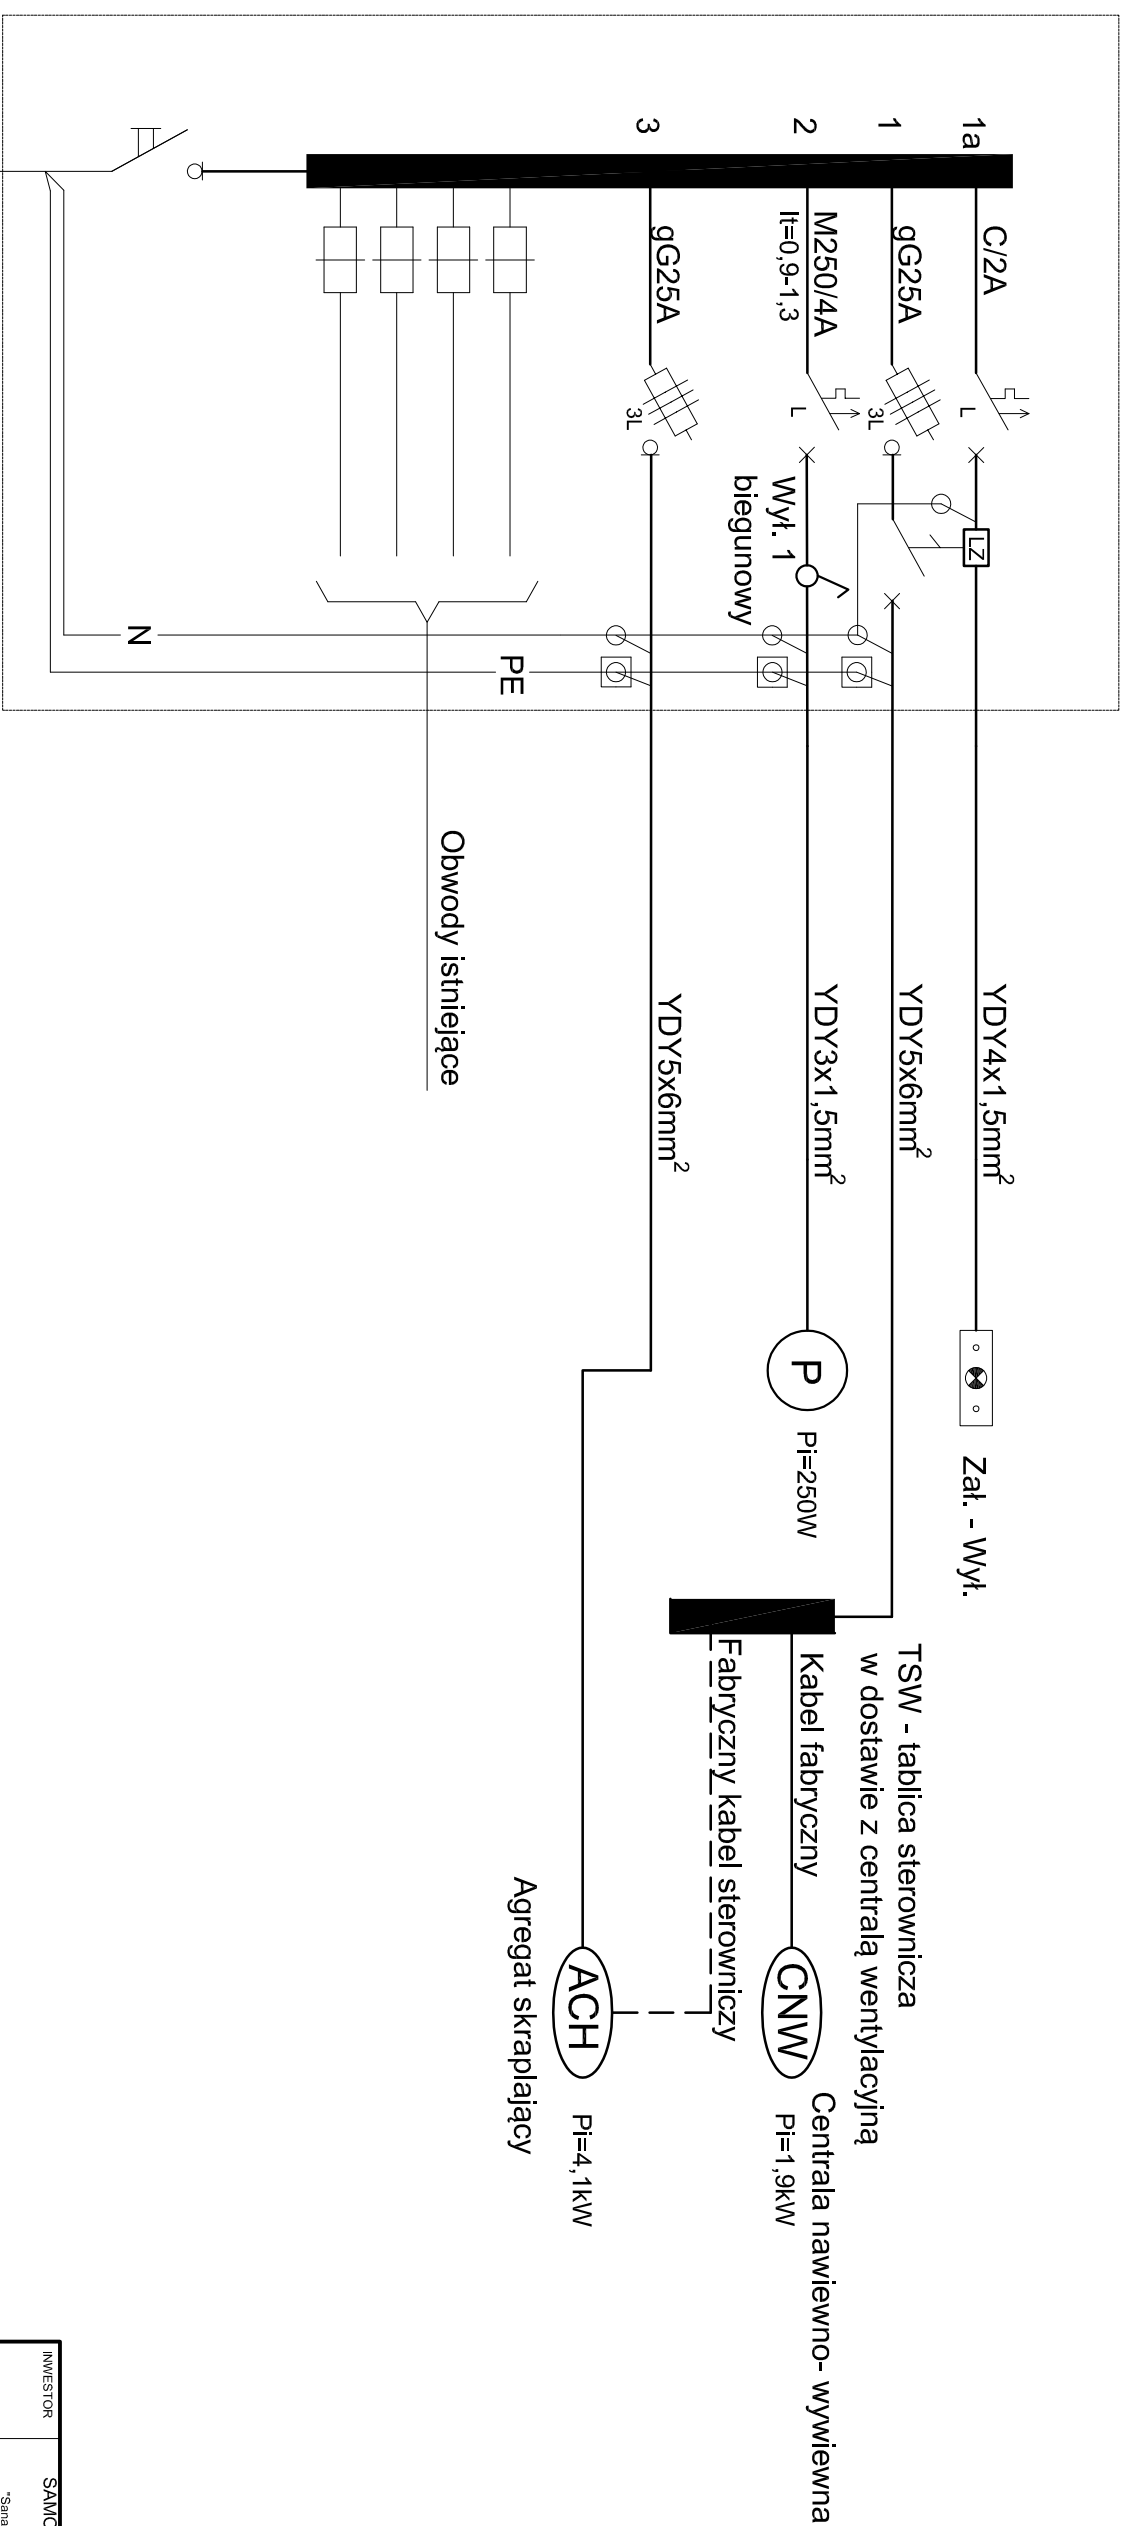 1a
C/2A
L
LZ
YDY4x1,5mm²
Zał. - Wył.
1
gG25A
3L
YDY5x6mm²
TSW - tablica sterownicza
w dostawie z centralą wentylacyjną
2
M250/4A
It=0,9-1,3
L
Wył. 1
biegunowy
YDY3x1,5mm²
P
Pi=250W
Kabel fabryczny
CNW
Centrala nawiewno- wywiewna
Pi=1,9kW
Fabryczny kabel sterowniczy
3
gG25A
3L
YDY5x6mm²
ACH
Pi=4,1kW
Agregat skraplający
PE
Obwody istniejące
N
INWESTOR